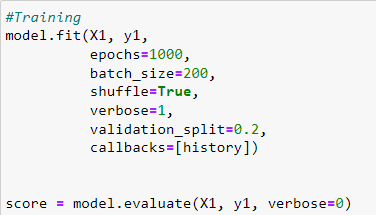 #Training
model.fit(X1, y1,
          epochs=1000,
          batch_size=200,
          shuffle=True,
          verbose=1,
          validation_split=0.2,
          callbacks=[history])
score = model.evaluate(X1, y1, verbose=0)